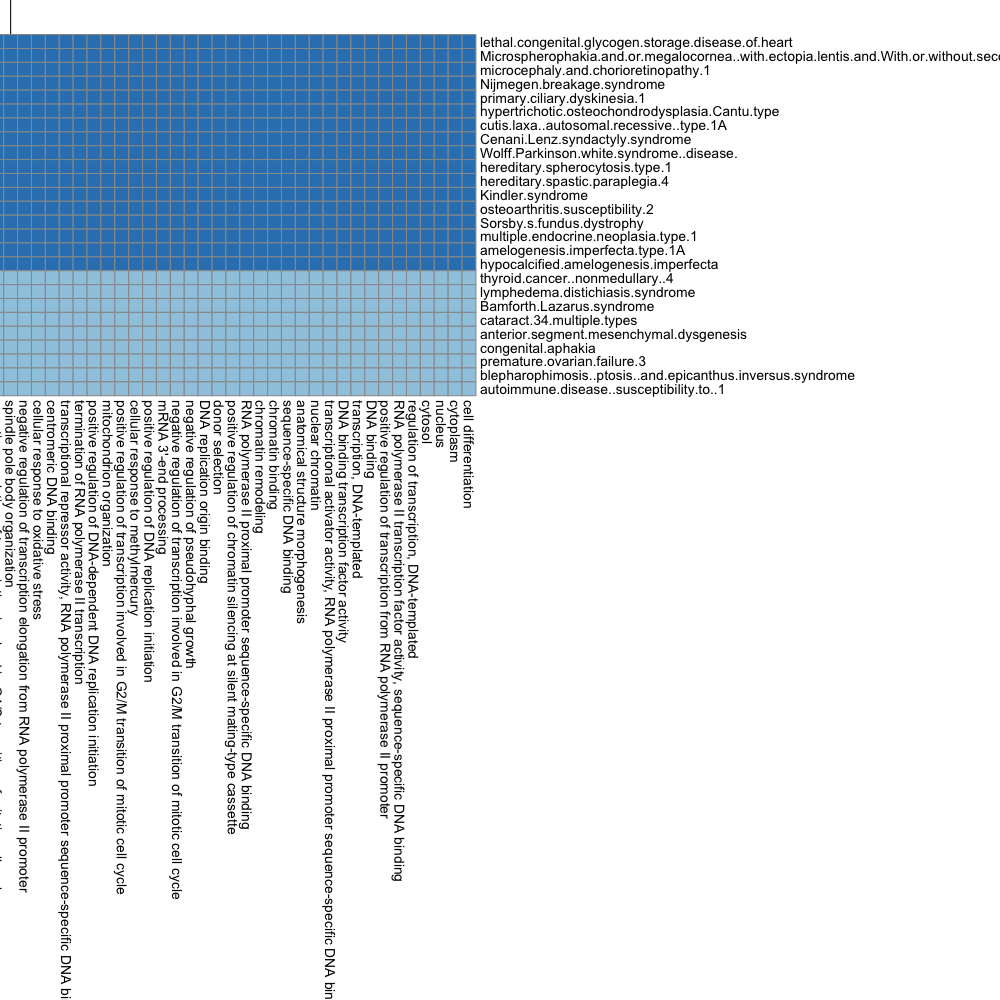 lethal.congenital.glycogen.storage.disease.of.heart
Microspherophakia.and.or.megalocornea..with.ectopia.lentis.and.With.or.without.seco
microcephaly.and.chorioretinopathy.1
Nijmegen.breakage.syndrome
primary.ciliary.dyskinesia.1
hypertrichotic.osteochondrodysplasia.Cantu.type
cutis.laxa..autosomal.recessive..type.1A
Cenani.Lenz.syndactyly.syndrome
Wolff.Parkinson.white.syndrome..disease.
hereditary.spherocytosis.type.1
hereditary.spastic.paraplegia.4
Kindler.syndrome
osteoarthritis.susceptibility.2
Sorsby.s.fundus.dystrophy
multiple.endocrine.neoplasia.type.1
amelogenesis.imperfecta.type.1A
hypocalcified.amelogenesis.imperfecta
thyroid.cancer..nonmedullary..4
lymphedema.distichiasis.syndrome
Bamforth.Lazarus.syndrome
cataract.34.multiple.types
anterior.segment.mesenchymal.dysgenesis
congenital.aphakia
premature.ovarian.failure.3
blepharophimosis..ptosis..and.epicanthus.inversus.syndrome
autoimmune.disease..susceptibility.to..1
spindle pole body organization
negative regulation of transcription elongation from RNA polymerase II promoter
cellular response to oxidative stress
centromeric DNA binding
transcriptional repressor activity, RNA polymerase II proximal promoter sequence-specific DNA bi
termination of RNA polymerase II transcription
positive regulation of DNA-dependent DNA replication initiation
mitochondrion organization
positive regulation of transcription involved in G2/M transition of mitotic cell cycle
cellular response to methylmercury
positive regulation of DNA replication initiation
mRNA 3'-end processing
negative regulation of transcription involved in G2/M transition of mitotic cell cycle
negative regulation of pseudohyphal growth
DNA replication origin binding
donor selection
positive regulation of chromatin silencing at silent mating-type cassette
RNA polymerase II proximal promoter sequence-specific DNA binding
chromatin remodeling
chromatin binding
sequence-specific DNA binding
anatomical structure morphogenesis
nuclear chromatin
transcriptional activator activity, RNA polymerase II proximal promoter sequence-specific DNA bin
DNA binding transcription factor activity
transcription, DNA-templated
DNA binding
positive regulation of transcription from RNA polymerase II promoter
RNA polymerase II transcription factor activity, sequence-specific DNA binding
regulation of transcription, DNA-templated
cytosol
nucleus
cytoplasm
cell differentiation